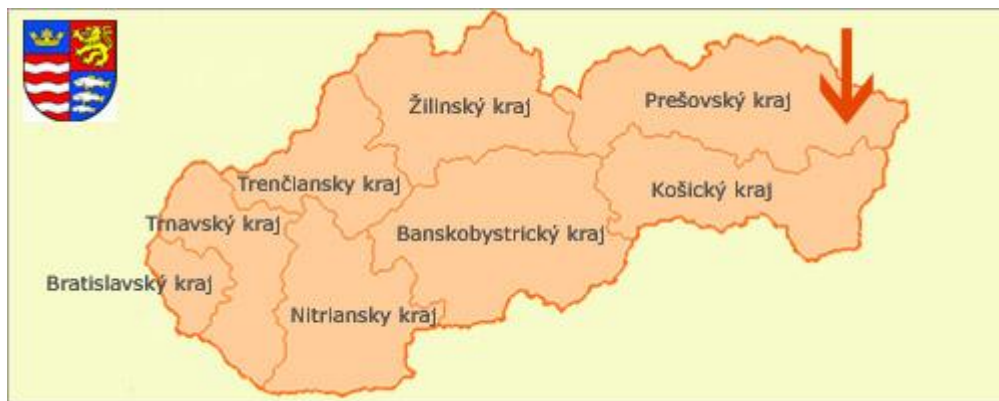 Žilinský kraj
Prešovský kraj
Trenčiansky kraj
Košický kraj
Trnavský kraj
Banskobystrický kraj
Bratislavský kraj
Nitriansky kraj